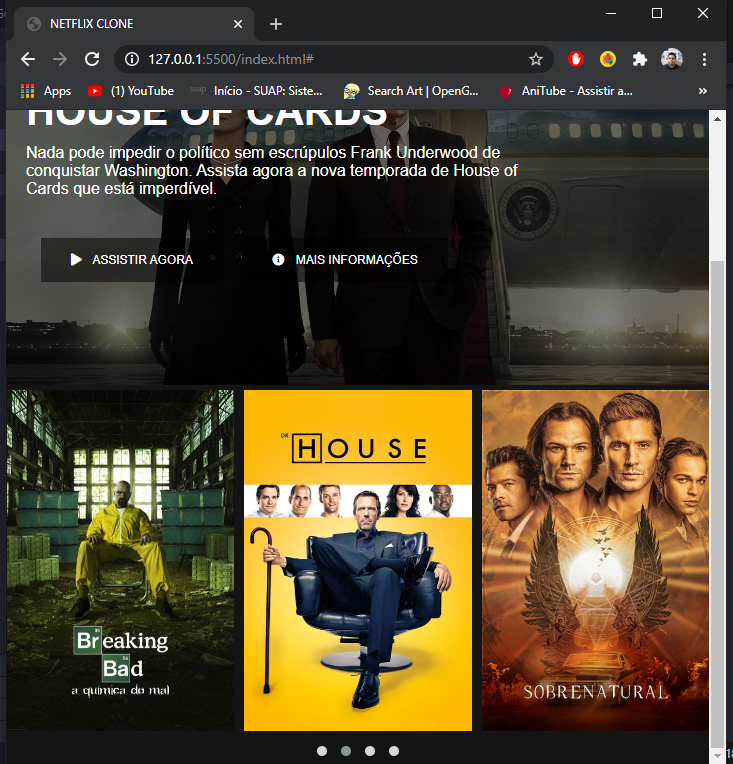 NETFLIX CLONE
127.0.0.1:5500/index.html#
Apps
(1) YouTube
suap
Início - SUAP: Siste...
Search Art | OpenG...
AniTube - Assistir a...
»
HOUSE OF CARDS
Nada pode impedir o político sem escrúpulos Frank Underwood de
conquistar Washington. Assista agora a nova temporada de House of
Cards que está imperdível.
ASSISTIR AGORA
MAIS INFORMAÇÕES
Breaking
Bad
a química do mal
DR. HOUSE
SOBRENATURAL